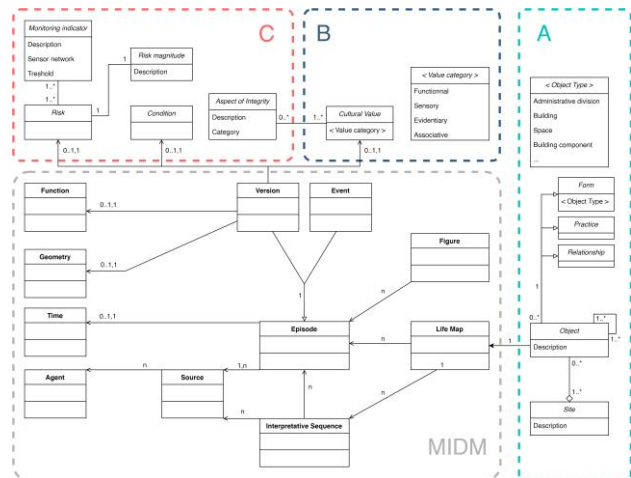 Monitoring indicator
Description
Sensor network
Treshold
C
Risk magnitude
Description
1
1..*
1
Risk
Condition
Aspect of Integrity
Description
Category
0..*
1..*
0..1,1
0..1,1
B
< Value category >
Functionnal
Sensory
Evidentiary
Associative
Cultural Value
< Value category >
0..1,1
A
< Object Type >
Administrative division
Building
Space
Building component
...
Form
< Object Type >
Practice
Relationship
1
0..*
1..*
1..*
Object
Description
1
0..*
1..*
Site
Description
Function
Version
Event
0..1,1
Geometry
0..1,1
Figure
n
1
Time
0..1,1
Episode
n
Life Map
Agent
n
Source
1,n
n
1
n
Interpretative Sequence
n
MIDM